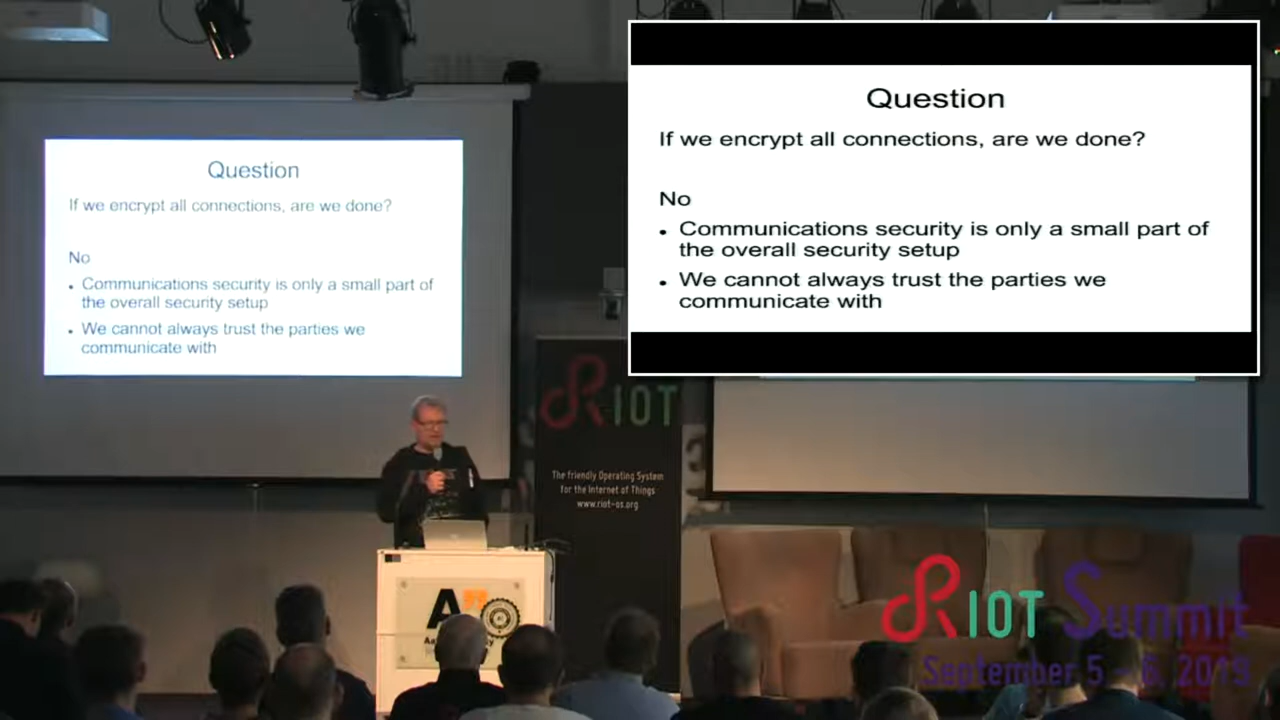 Question
If we encrypt all connections, are we done?
No
• Communications security is only a small part of
the overall security setup
• We cannot always trust the parties we
communicate with
Question
If we encrypt all connections, are we done?
No
• Communications security is only a small part of
the overall security setup
• We cannot always trust the parties we
communicate with
RIOT
The friendly Operating System
for the Internet of Things
www.riot-os.org
RIOT Summit
September 5 - 6, 2019